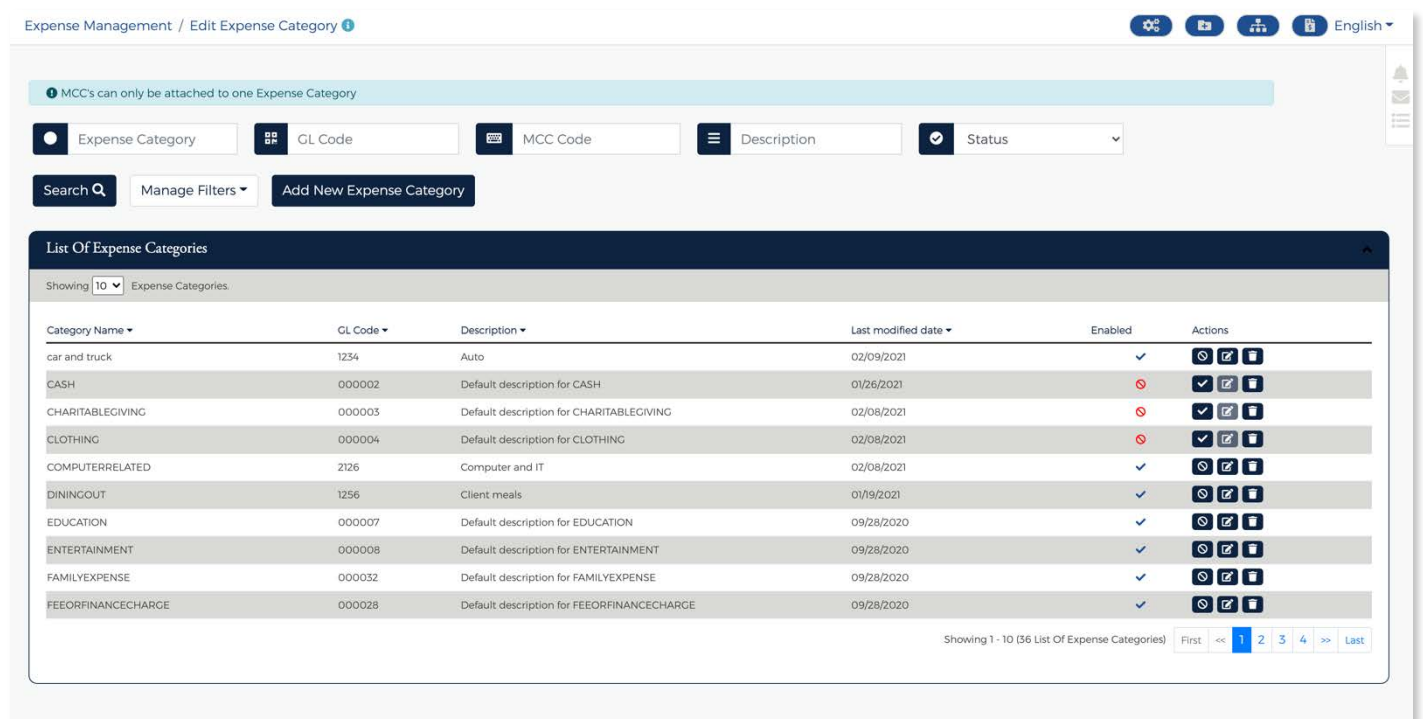 Expense Management / Edit Expense Category
English
MCC's can only be attached to one Expense Category
Expense Category GL Code MCC Code Description Status
Search Manage Filters Add New Expense Category
List Of Expense Categories
Showing 10 Expense Categories.
Category Name GL Code Description Last modified date Enabled Actions
car and truck 1234 Auto 02/09/2021
CASH 000002 Default description for CASH 01/26/2021
CHARITABLEGIVING 000003 Default description for CHARITABLEGIVING 02/08/2021
CLOTHING 000004 Default description for CLOTHING 02/08/2021
COMPUTERRELATED 2126 Computer and IT 02/08/2021
DININGOUT 1256 Client meals 01/19/2021
EDUCATION 000007 Default description for EDUCATION 09/28/2020
ENTERTAINMENT 000008 Default description for ENTERTAINMENT 09/28/2020
FAMILYEXPENSE 000032 Default description for FAMILYEXPENSE 09/28/2020
FEEORFINANCECHARGE 000028 Default description for FEEORFINANCECHARGE 09/28/2020
Showing 1 - 10 (36 List Of Expense Categories) First << 1 2 3 4 >> Last